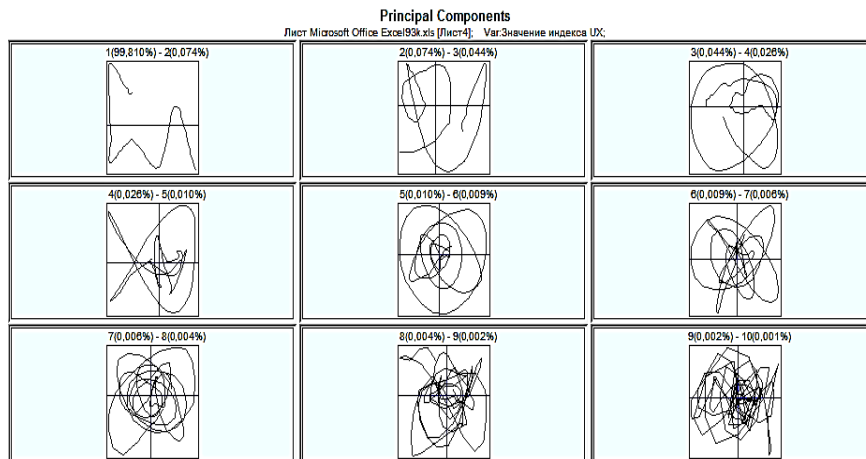 Principal Components
Лист Microsoft Office Excel93k.xls [Лист4]; Var:Значение индекса UX;
1(99,810%) - 2(0,074%)
2(0,074%) - 3(0,044%)
3(0,044%) - 4(0,026%)
4(0,026%) - 5(0,010%)
5(0,010%) - 6(0,009%)
6(0,009%) - 7(0,006%)
7(0,006%) - 8(0,004%)
8(0,004%) - 9(0,002%)
9(0,002%) - 10(0,001%)